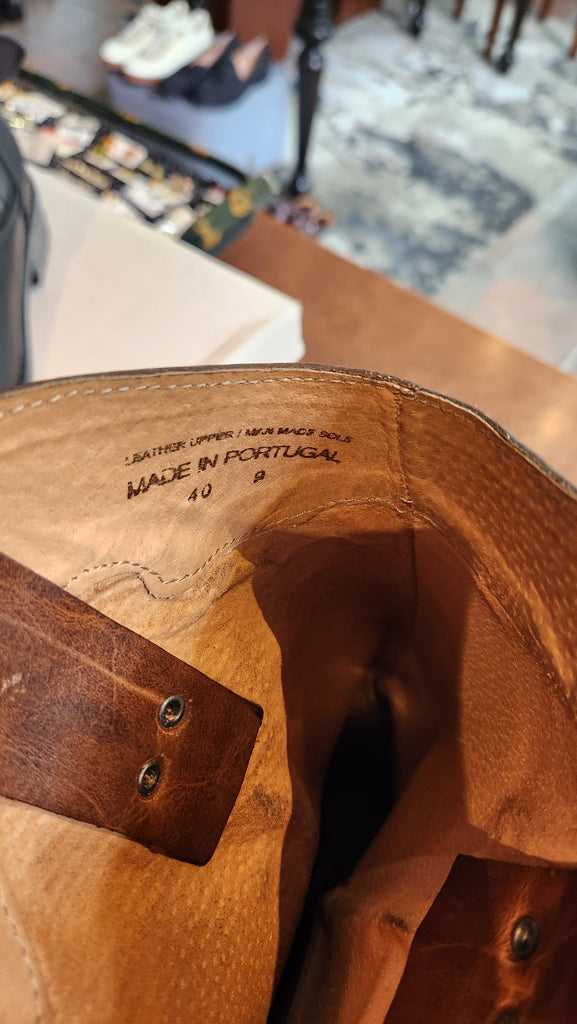 LEATHER UPPER / MAN MADE SOLE
MADE IN PORTUGAL
40 9